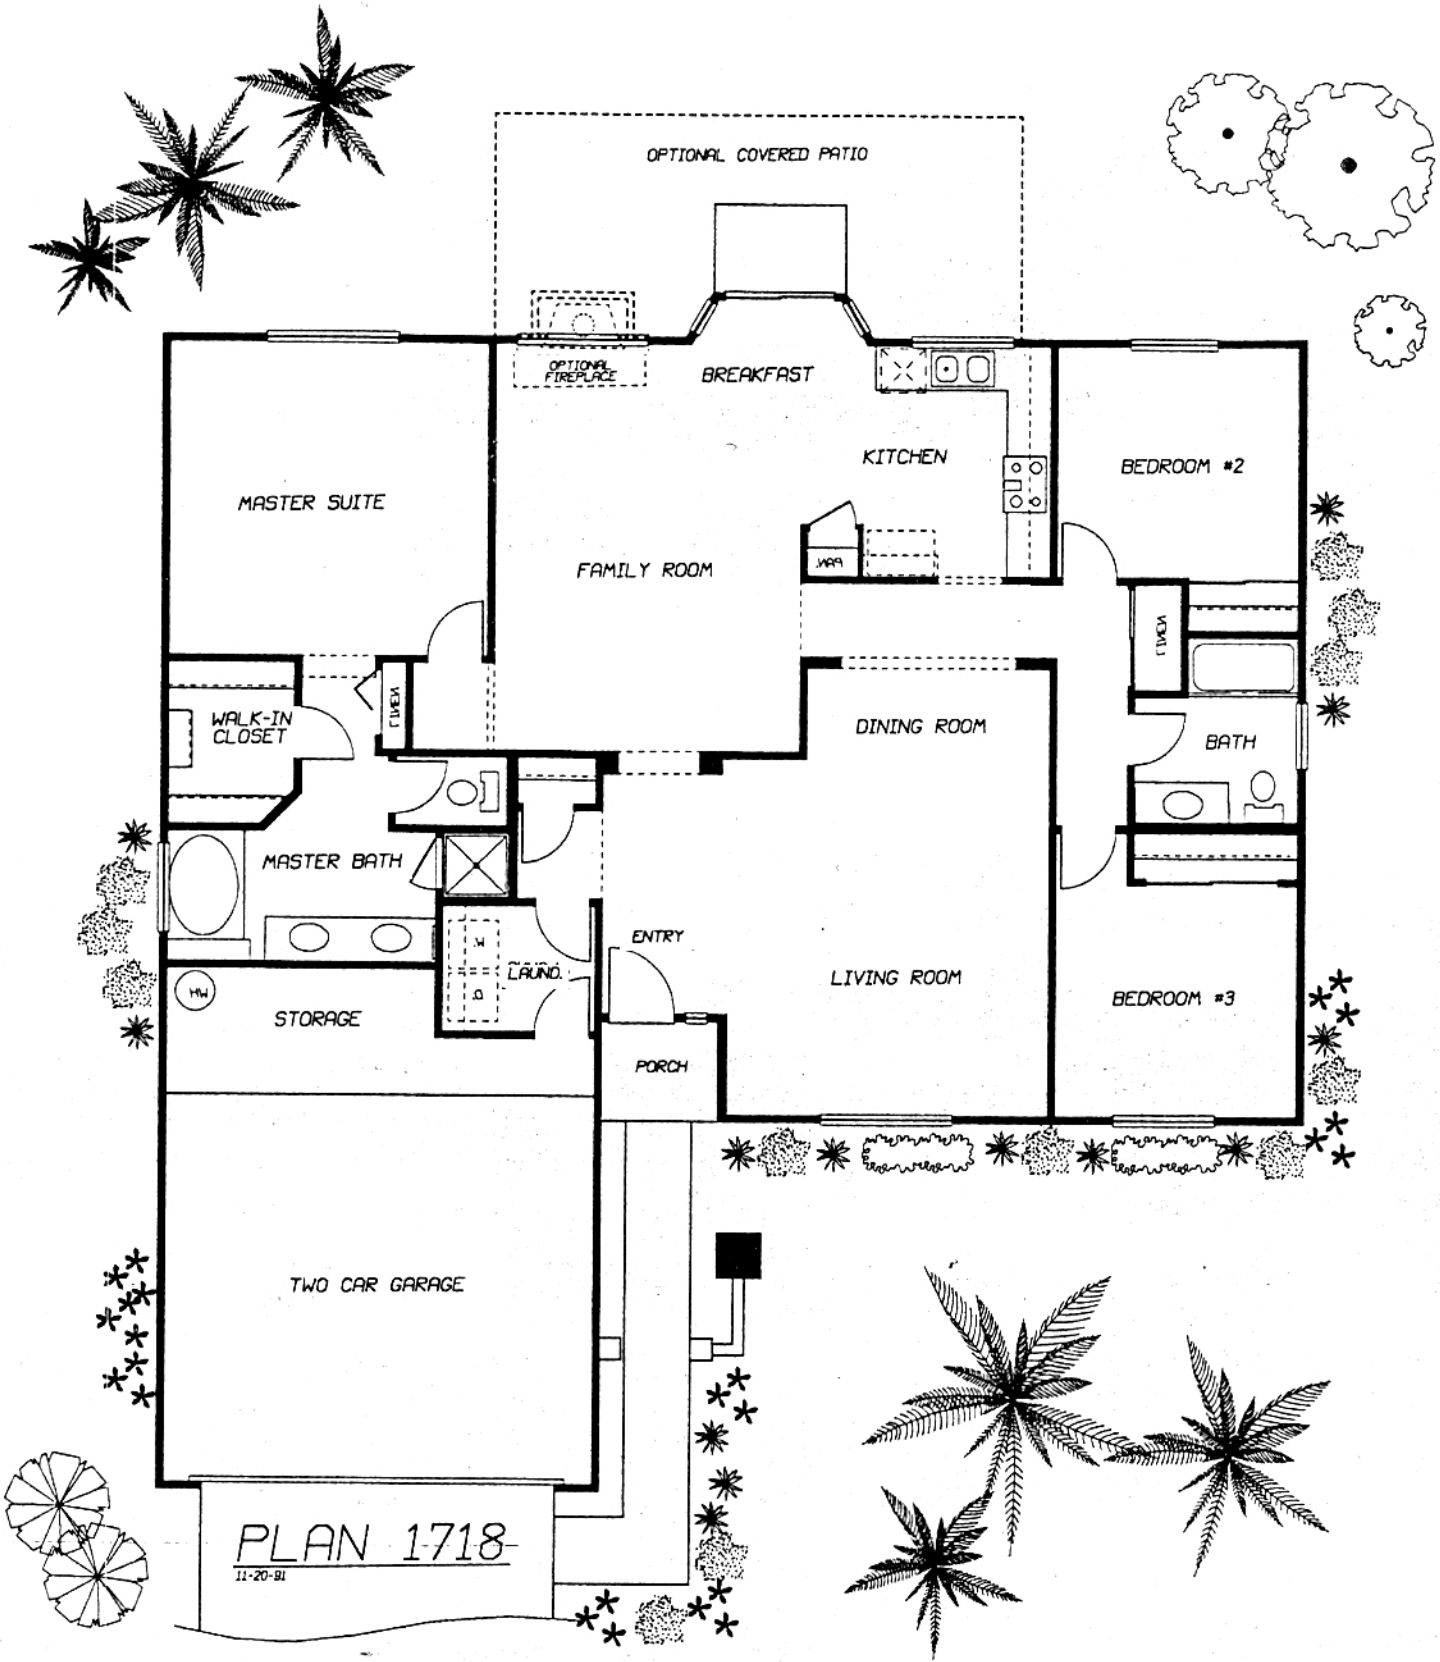 OPTIONAL COVERED PATIO
OPTIONAL
FIREPLACE
BREAKFAST
KITCHEN
BEDROOM #2
MASTER SUITE
FAMILY ROOM
PAN.
LINEN
WALK-IN
CLOSET
LINEN
DINING ROOM
BATH
MASTER BATH
ENTRY
W.
LAUND.
D.
LIVING ROOM
HW
STORAGE
BEDROOM #3
PORCH
TWO CAR GARAGE
PLAN 1718
11-20-91